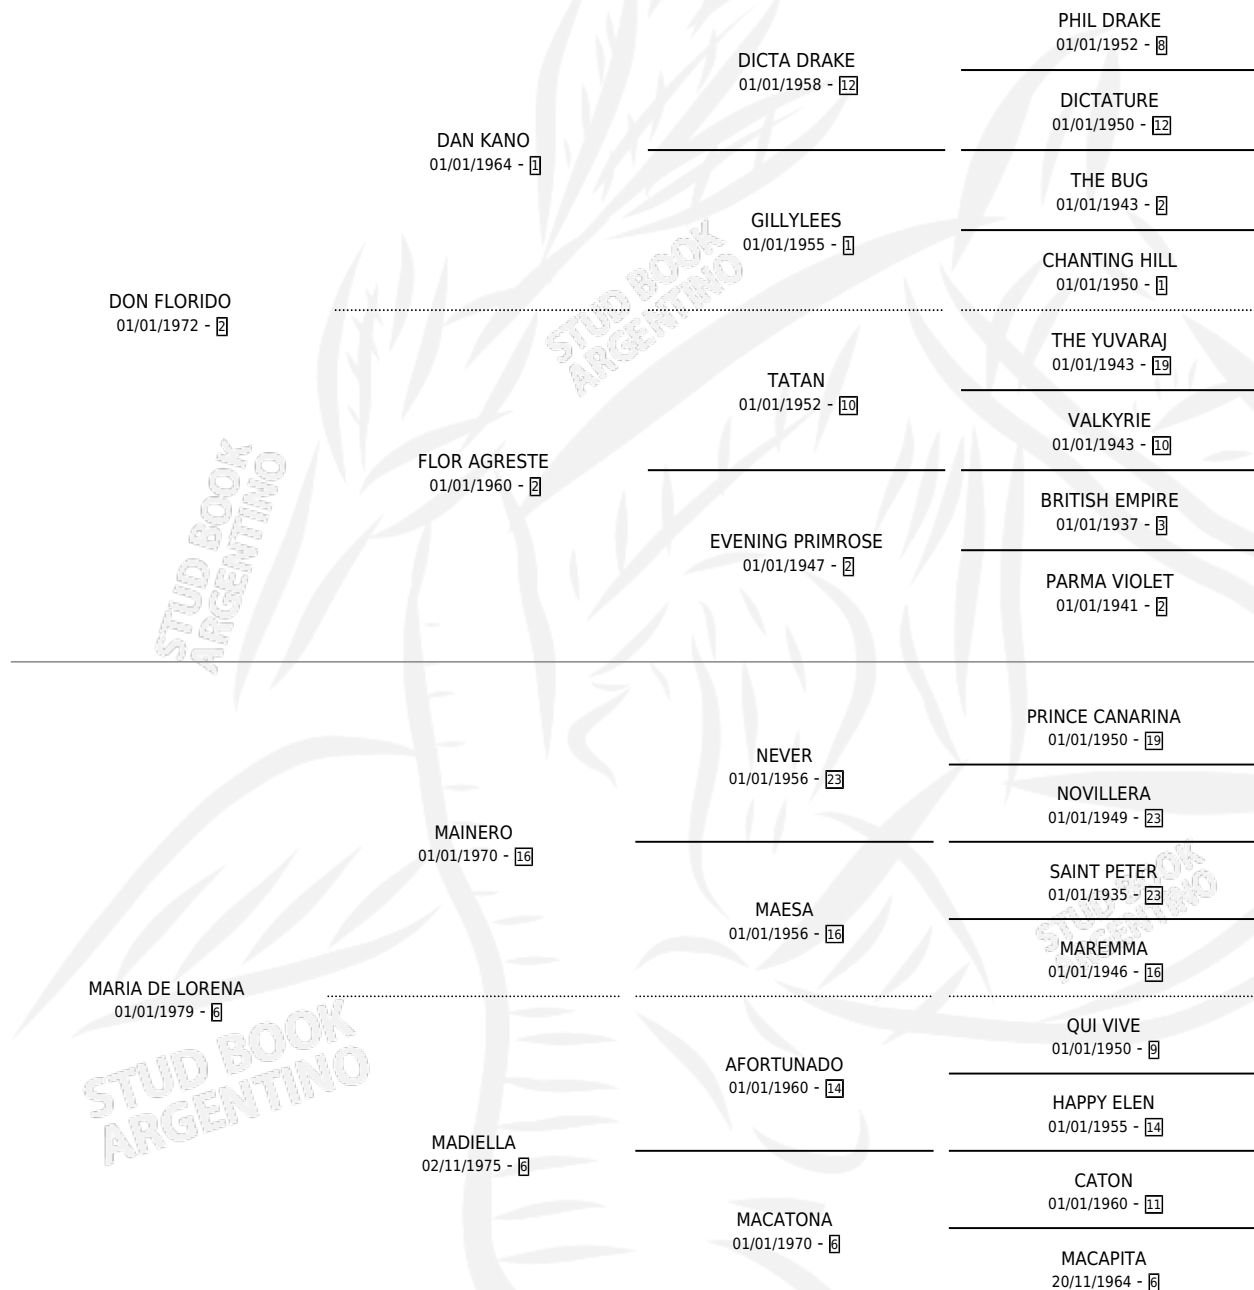 PHIL DRAKE
01/01/1952 - 8
DICTA DRAKE
01/01/1958 - 12
DICTATURE
01/01/1950 - 12
DAN KANO
01/01/1964 - 1
THE BUG
01/01/1943 - 2
GILLYLEES
01/01/1955 - 1
CHANTING HILL
01/01/1950 - 1
DON FLORIDO
01/01/1972 - 2
THE YUVARAJ
01/01/1943 - 19
TATAN
01/01/1952 - 10
VALKYRIE
01/01/1943 - 10
FLOR AGRESTE
01/01/1960 - 2
BRITISH EMPIRE
01/01/1937 - 3
EVENING PRIMROSE
01/01/1947 - 2
PARMA VIOLET
01/01/1941 - 2
STUD BOOK
ARGENTINO
STUD BOOK
ARGENTINO
PRINCE CANARINA
01/01/1950 - 19
NEVER
01/01/1956 - 23
NOVILLERA
01/01/1949 - 23
MAINERO
01/01/1970 - 16
SAINT PETER
01/01/1935 - 23
MAESA
01/01/1956 - 16
MAREMMA
01/01/1946 - 16
MARIA DE LORENA
01/01/1979 - 6
QUI VIVE
01/01/1950 - 9
AFORTUNADO
01/01/1960 - 14
HAPPY ELEN
01/01/1955 - 14
MADIELLA
02/11/1975 - 6
CATON
01/01/1960 - 11
MACATONA
01/01/1970 - 6
MACAPITA
20/11/1964 - 6
STUD BOOK
ARGENTINO
STUD BOOK
ARGENTINO